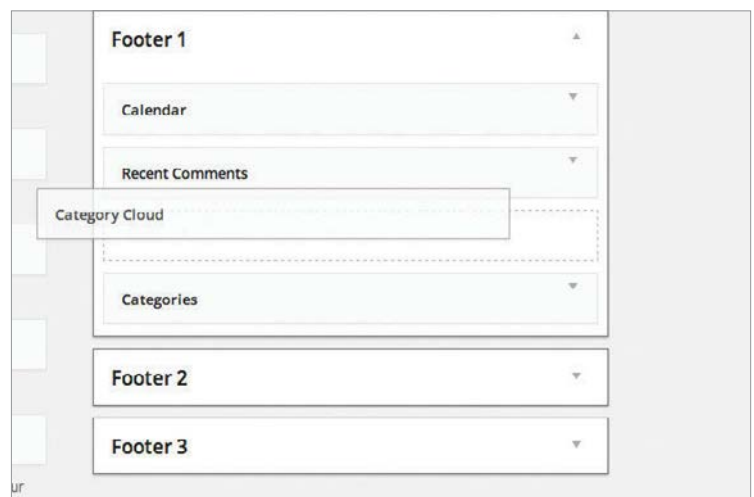 Footer 1
Calendar
Recent Comments
Category Cloud
Categories
Footer 2
Footer 3
ur